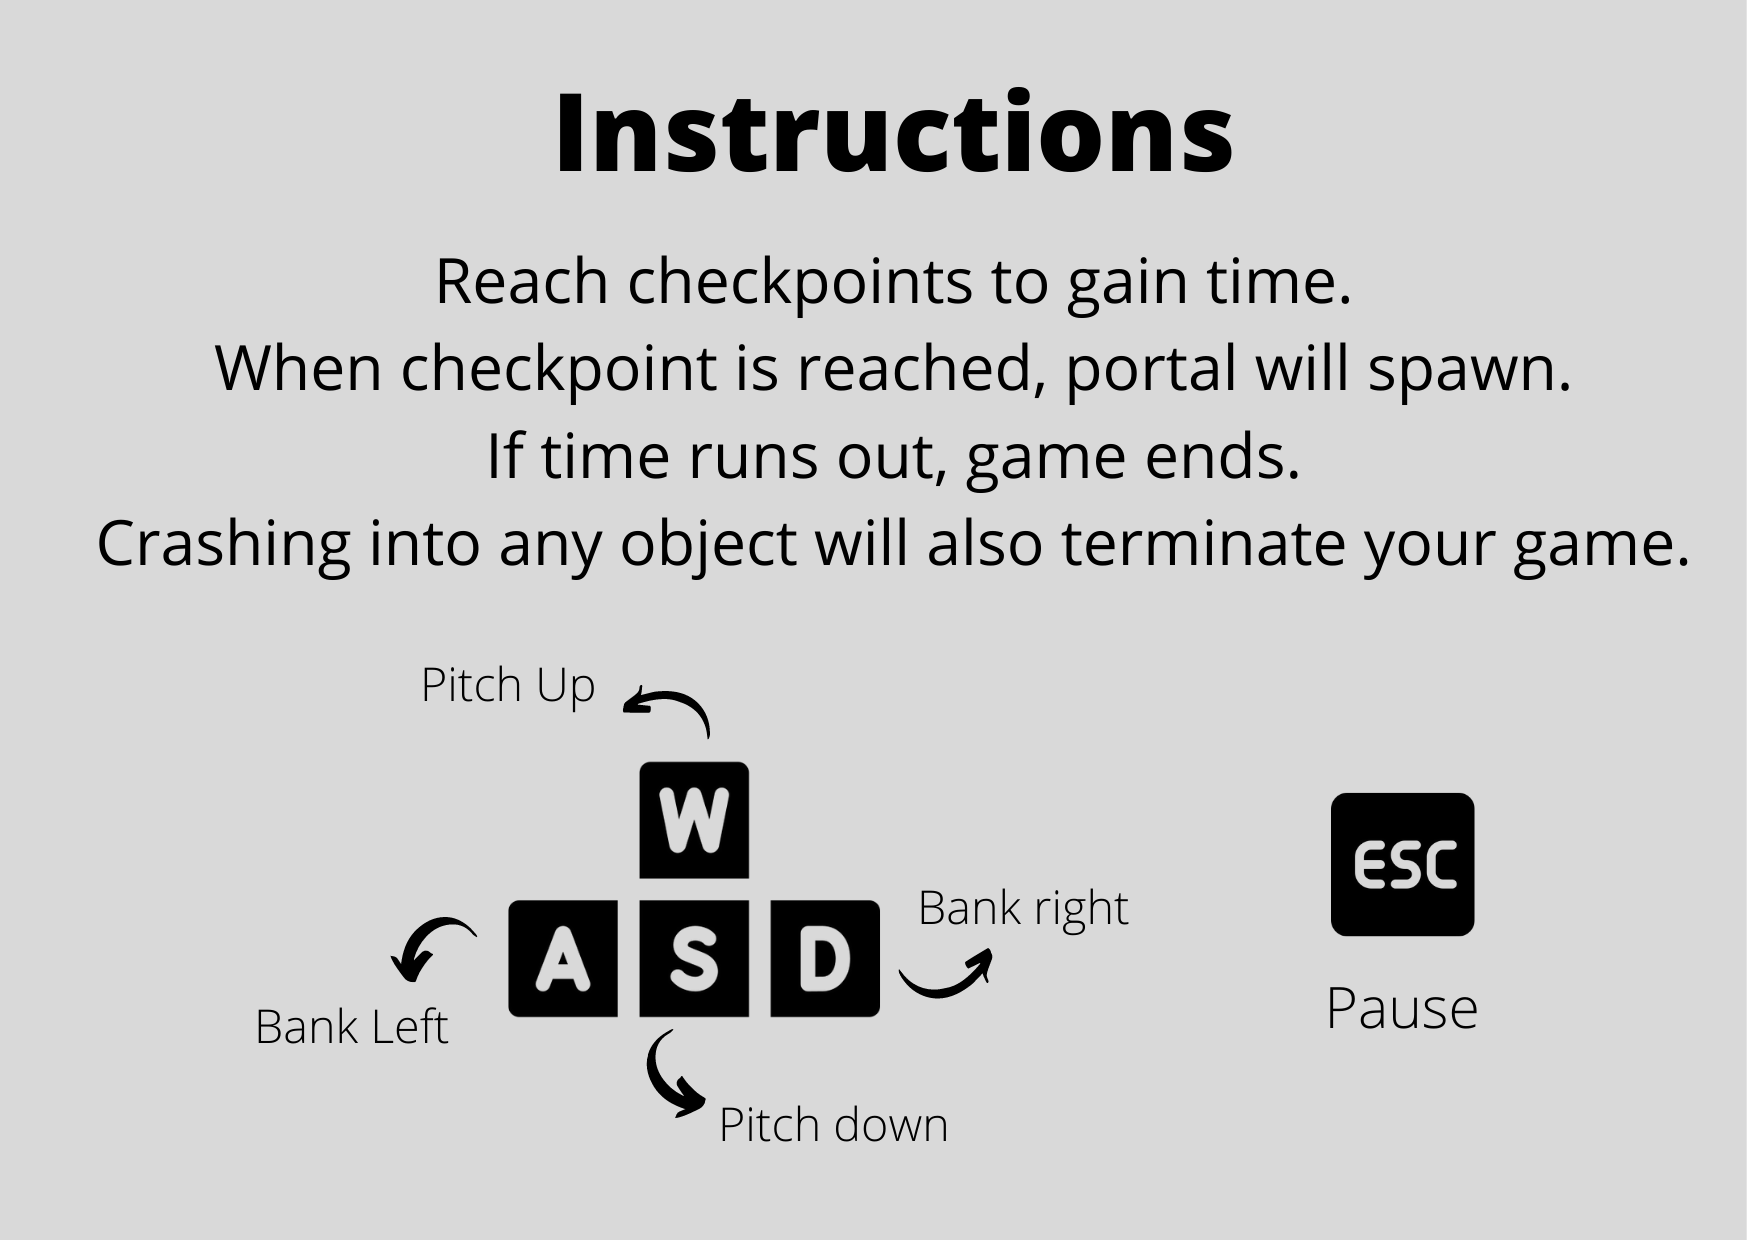 Instructions
Reach checkpoints to gain time.
When checkpoint is reached, portal will spawn.
If time runs out, game ends.
Crashing into any object will also terminate your game.
Pitch Up
W
ESC
Bank right
A S D
Pause
Bank Left
Pitch down